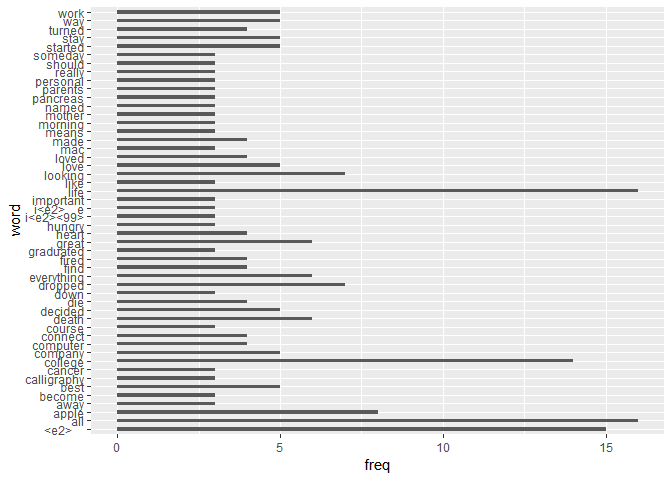 work
way
turned
stay
started
someday
should
really
personal
parents
pancreas
named
mother
morning
means
made
mac
loved
love
looking
like
life
important
i<e2>   e
i<e2><99>
hungry
heart
great
graduated
fired
find
everything
dropped
down
die
decided
death
course
connect
computer
company
college
cancer
calligraphy
best
become
away
apple
all
<e2>
word
0 5 10 15
freq